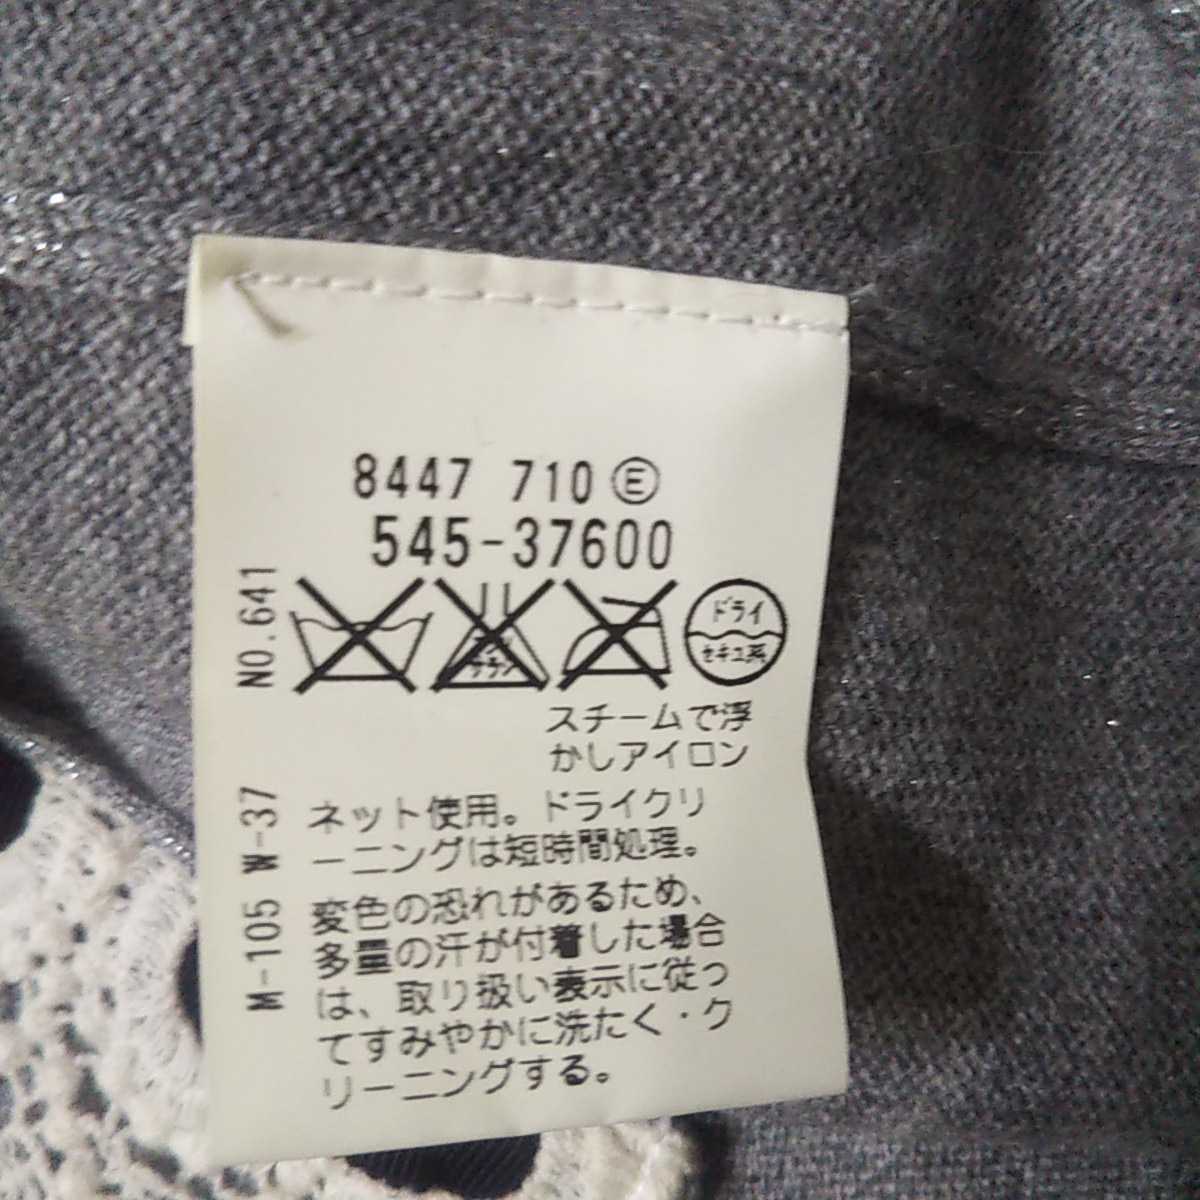 8447 710 Ⓔ
545-37600
NO.641
ドライ
セキユ系
スチームで浮
かしアイロン
W-37
ネット使用。ドライクリ
ーニングは短時間処理。
M-105
変色の恐れがあるため、
多量の汗が付着した場合
は、取り扱い表示に従っ
てすみやかに洗たく・ク
リーニングする。